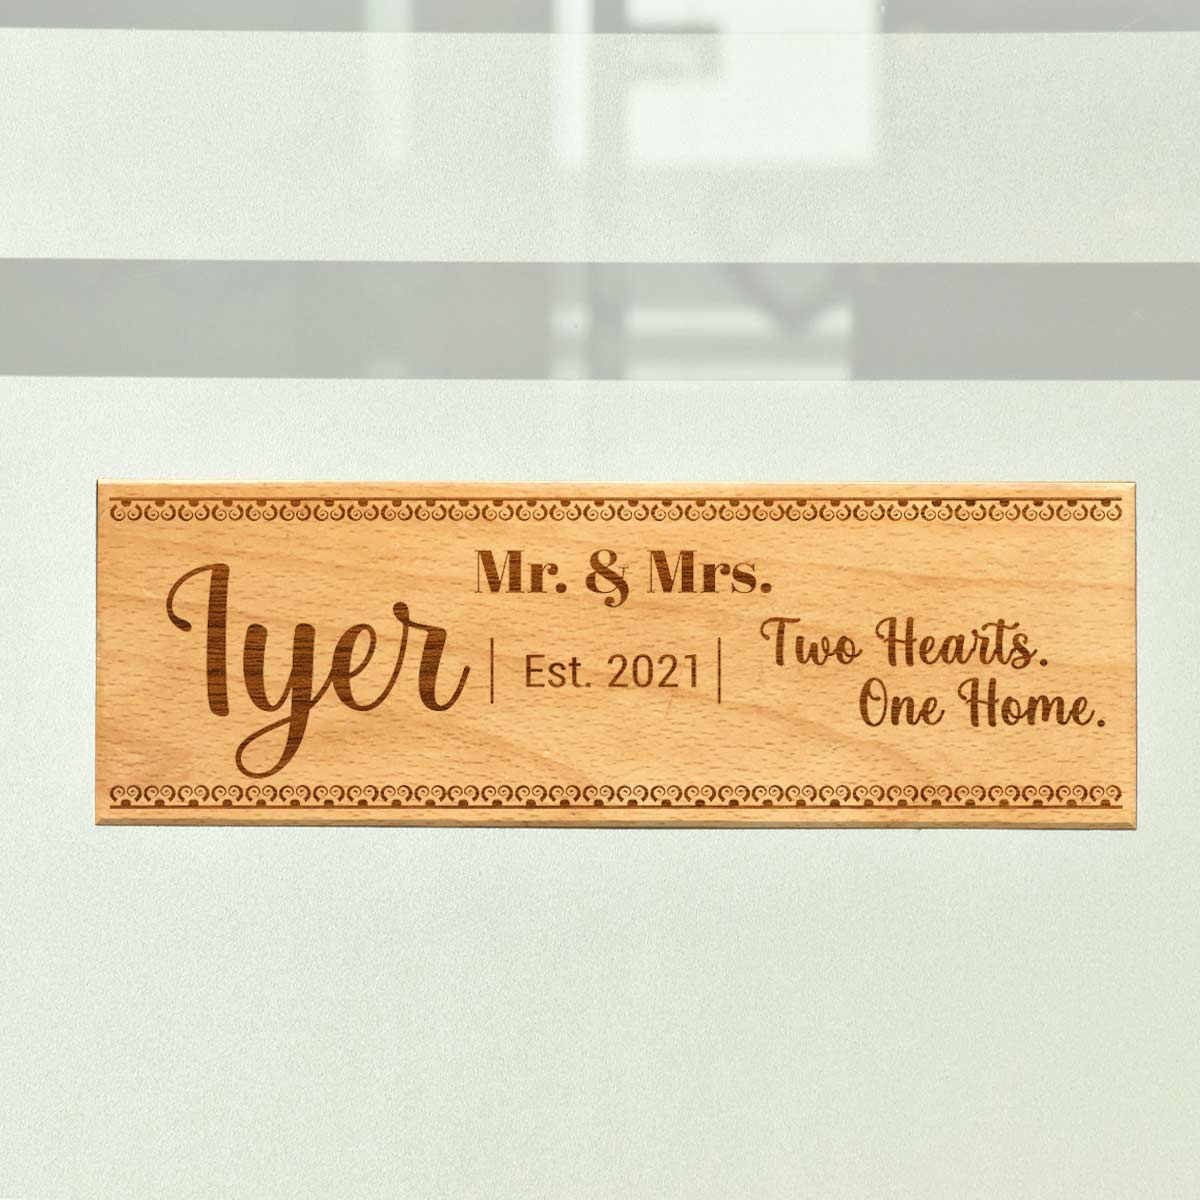 Mr. & Mrs.
Iyer
Est. 2021
Two Hearts.
One Home.